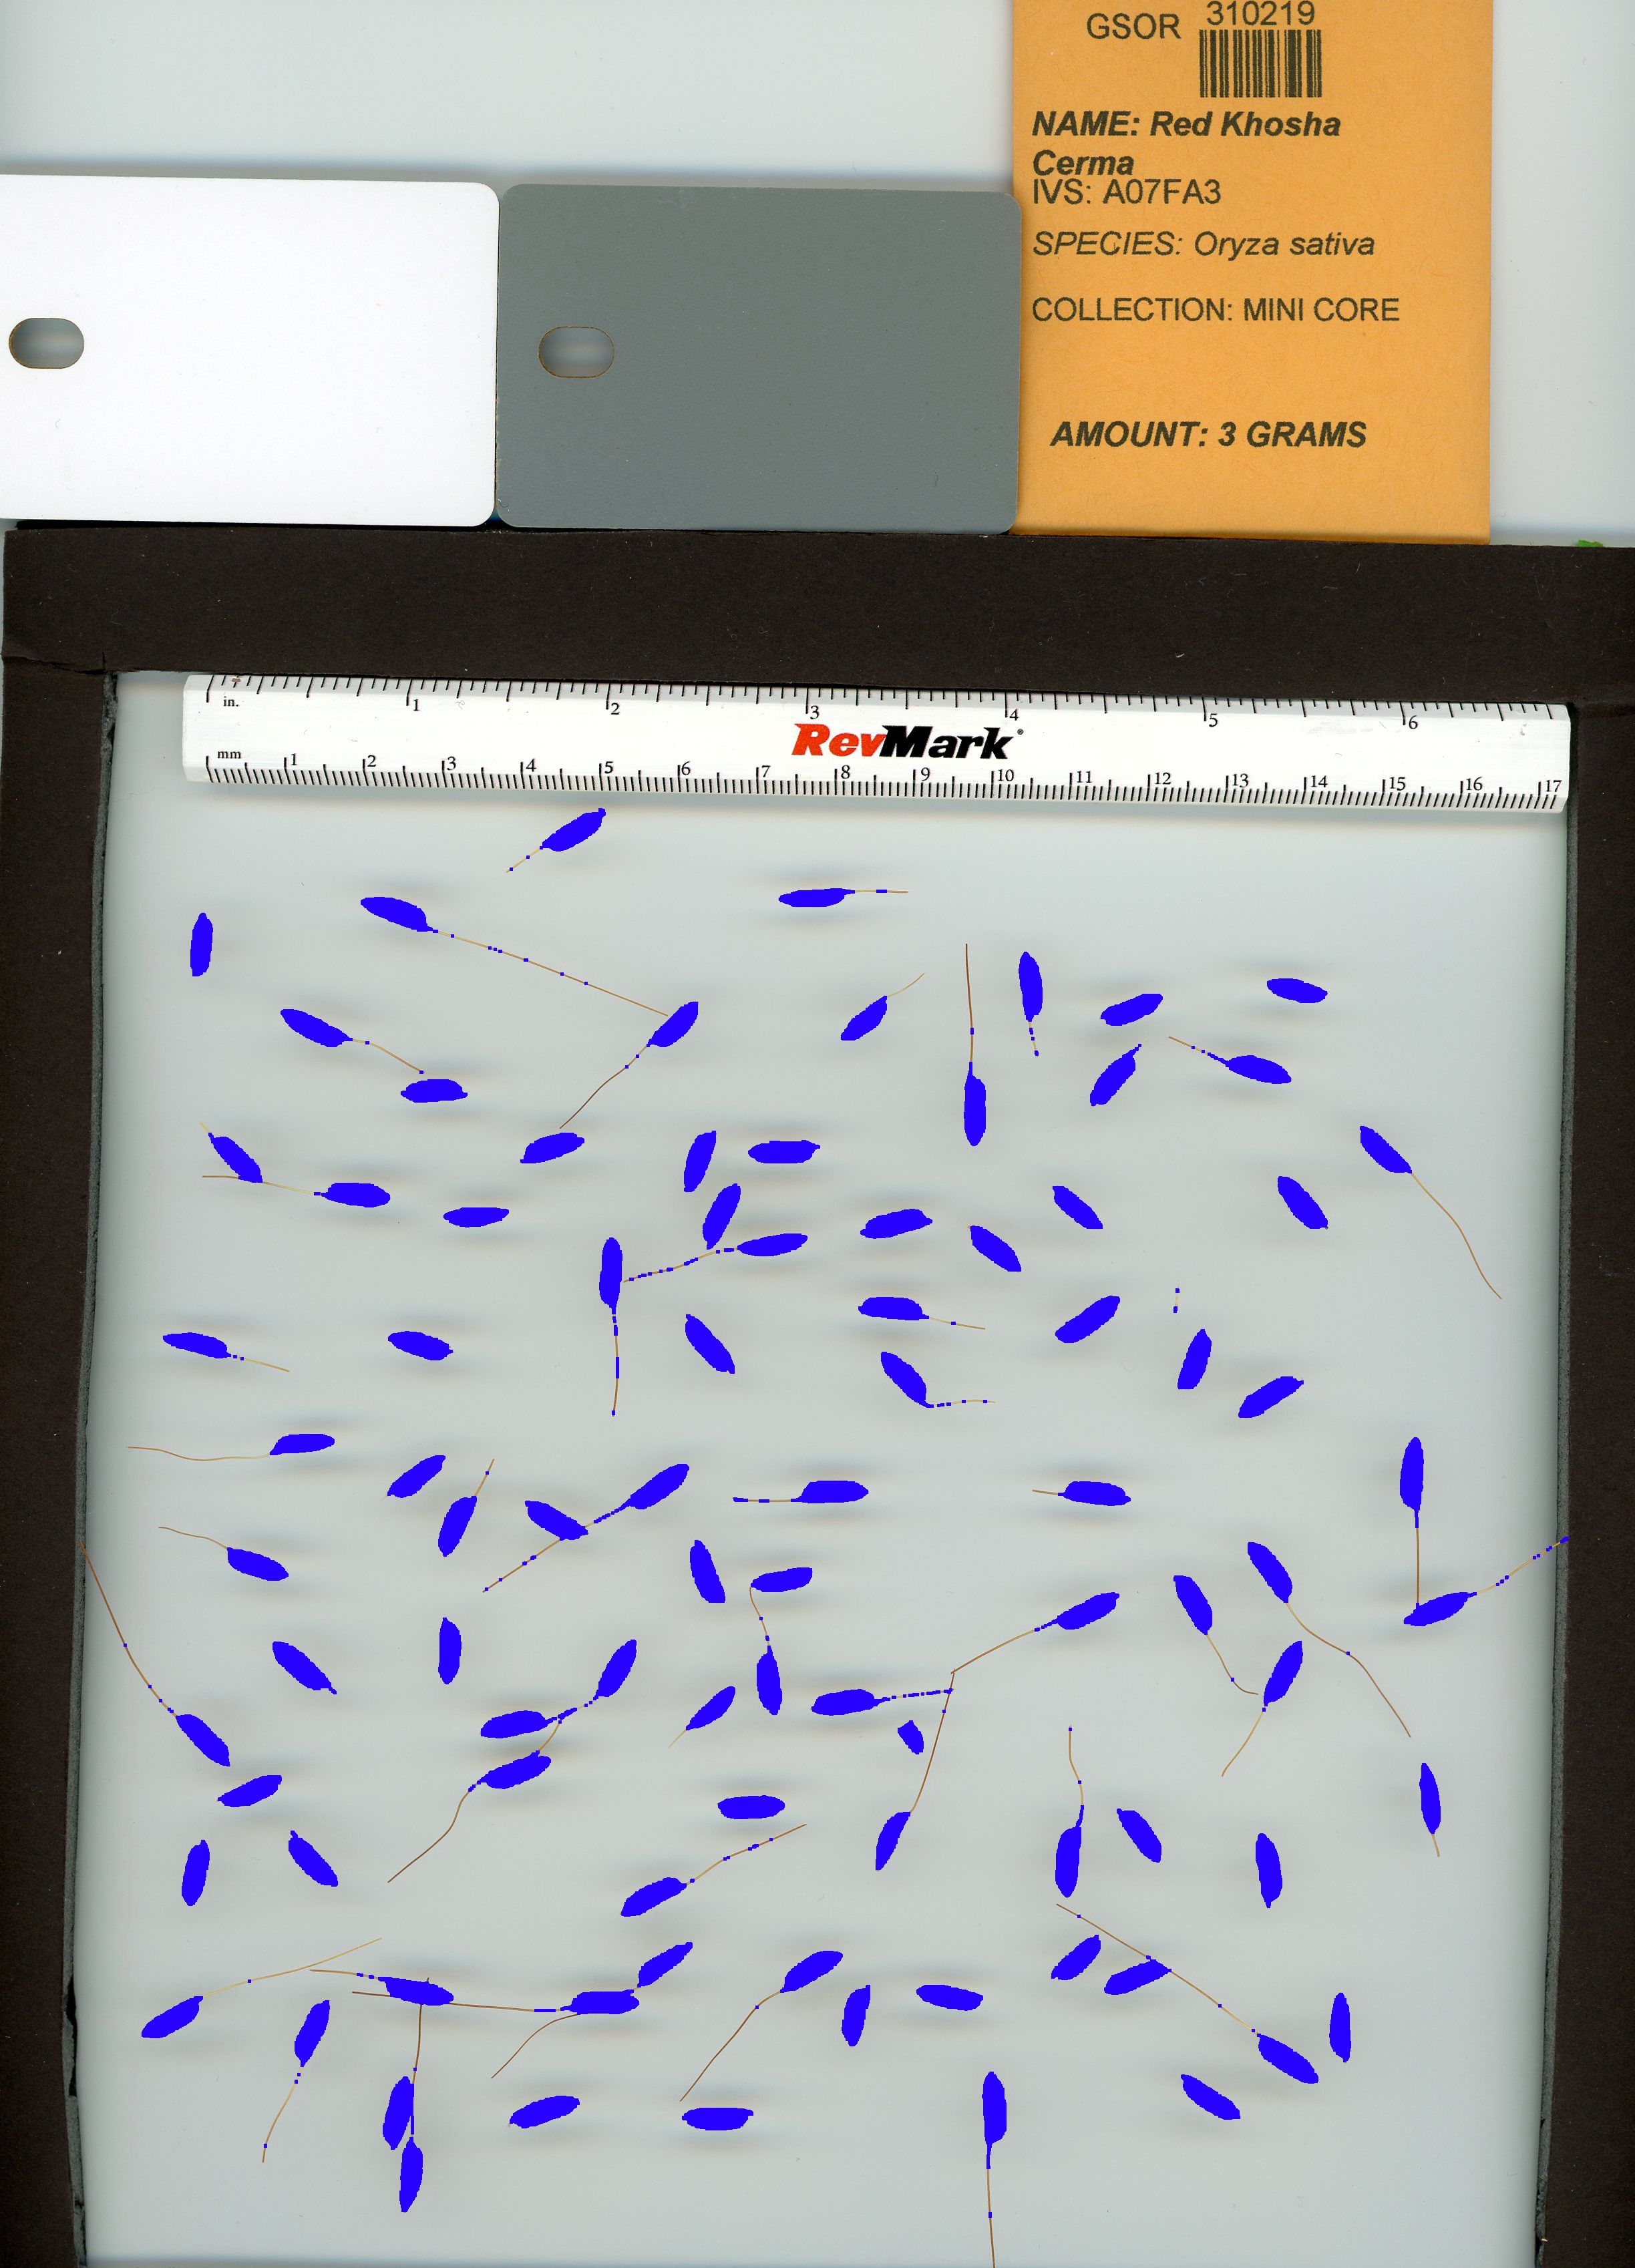 GSOR 310219
NAME: Red Khosha
Cerma
IVS: A07FA3
SPECIES: Oryza sativa
COLLECTION: MINI CORE
AMOUNT: 3 GRAMS
in. 1 2 3 4 5 6
RevMark
mm 1 2 3 4 5 6 7 8 9 10 11 12 13 14 15 16 17